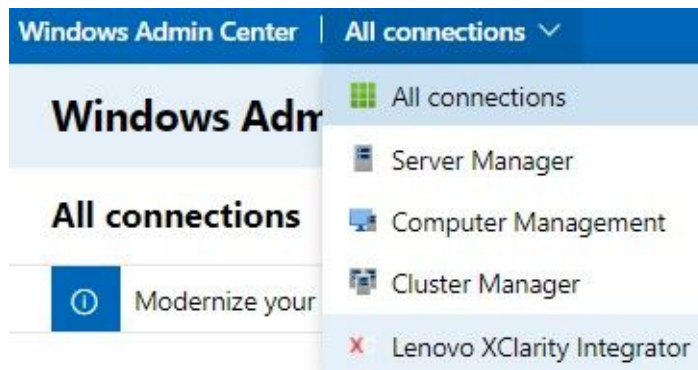 Windows Admin Center | All connections
Windows Adm
All connections
Modernize your
All connections
Server Manager
Computer Management
Cluster Manager
Lenovo XClarity Integrator